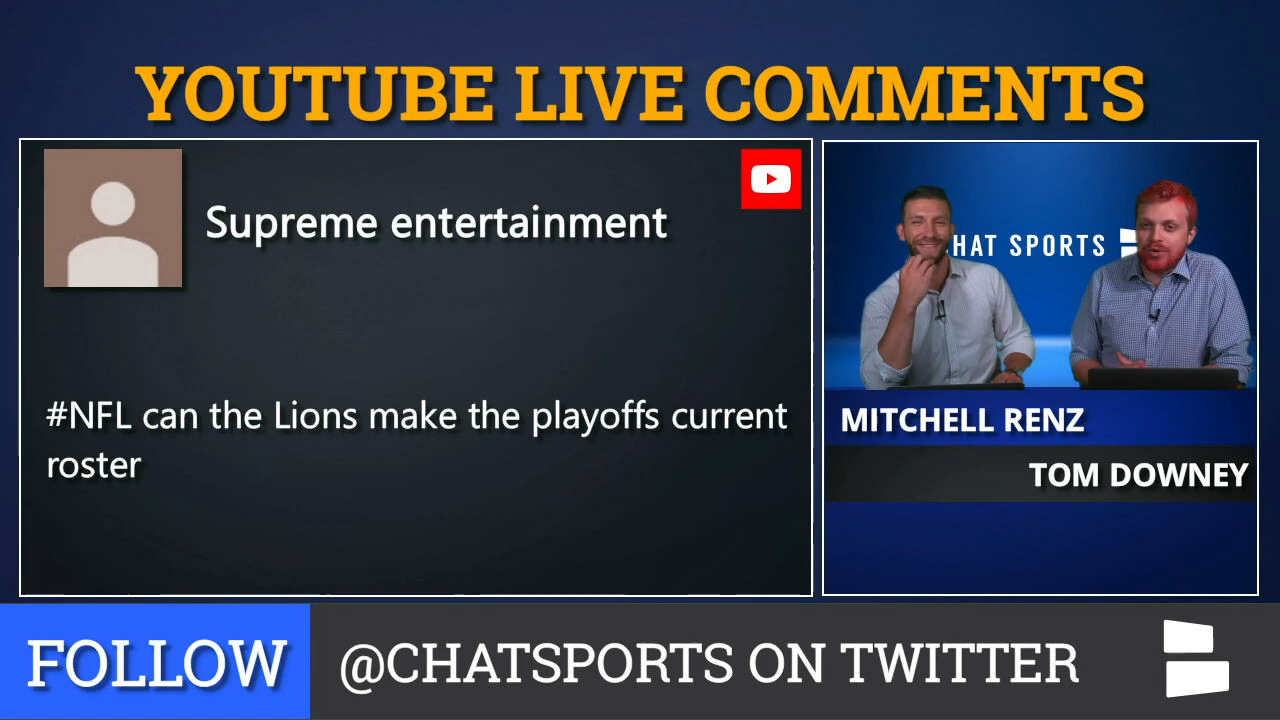 YOUTUBE LIVE COMMENTS
Supreme entertainment
#NFL can the Lions make the playoffs current
roster
HAT SPORTS
MITCHELL RENZ
TOM DOWNEY
FOLLOW
@CHATSPORTS ON TWITTER